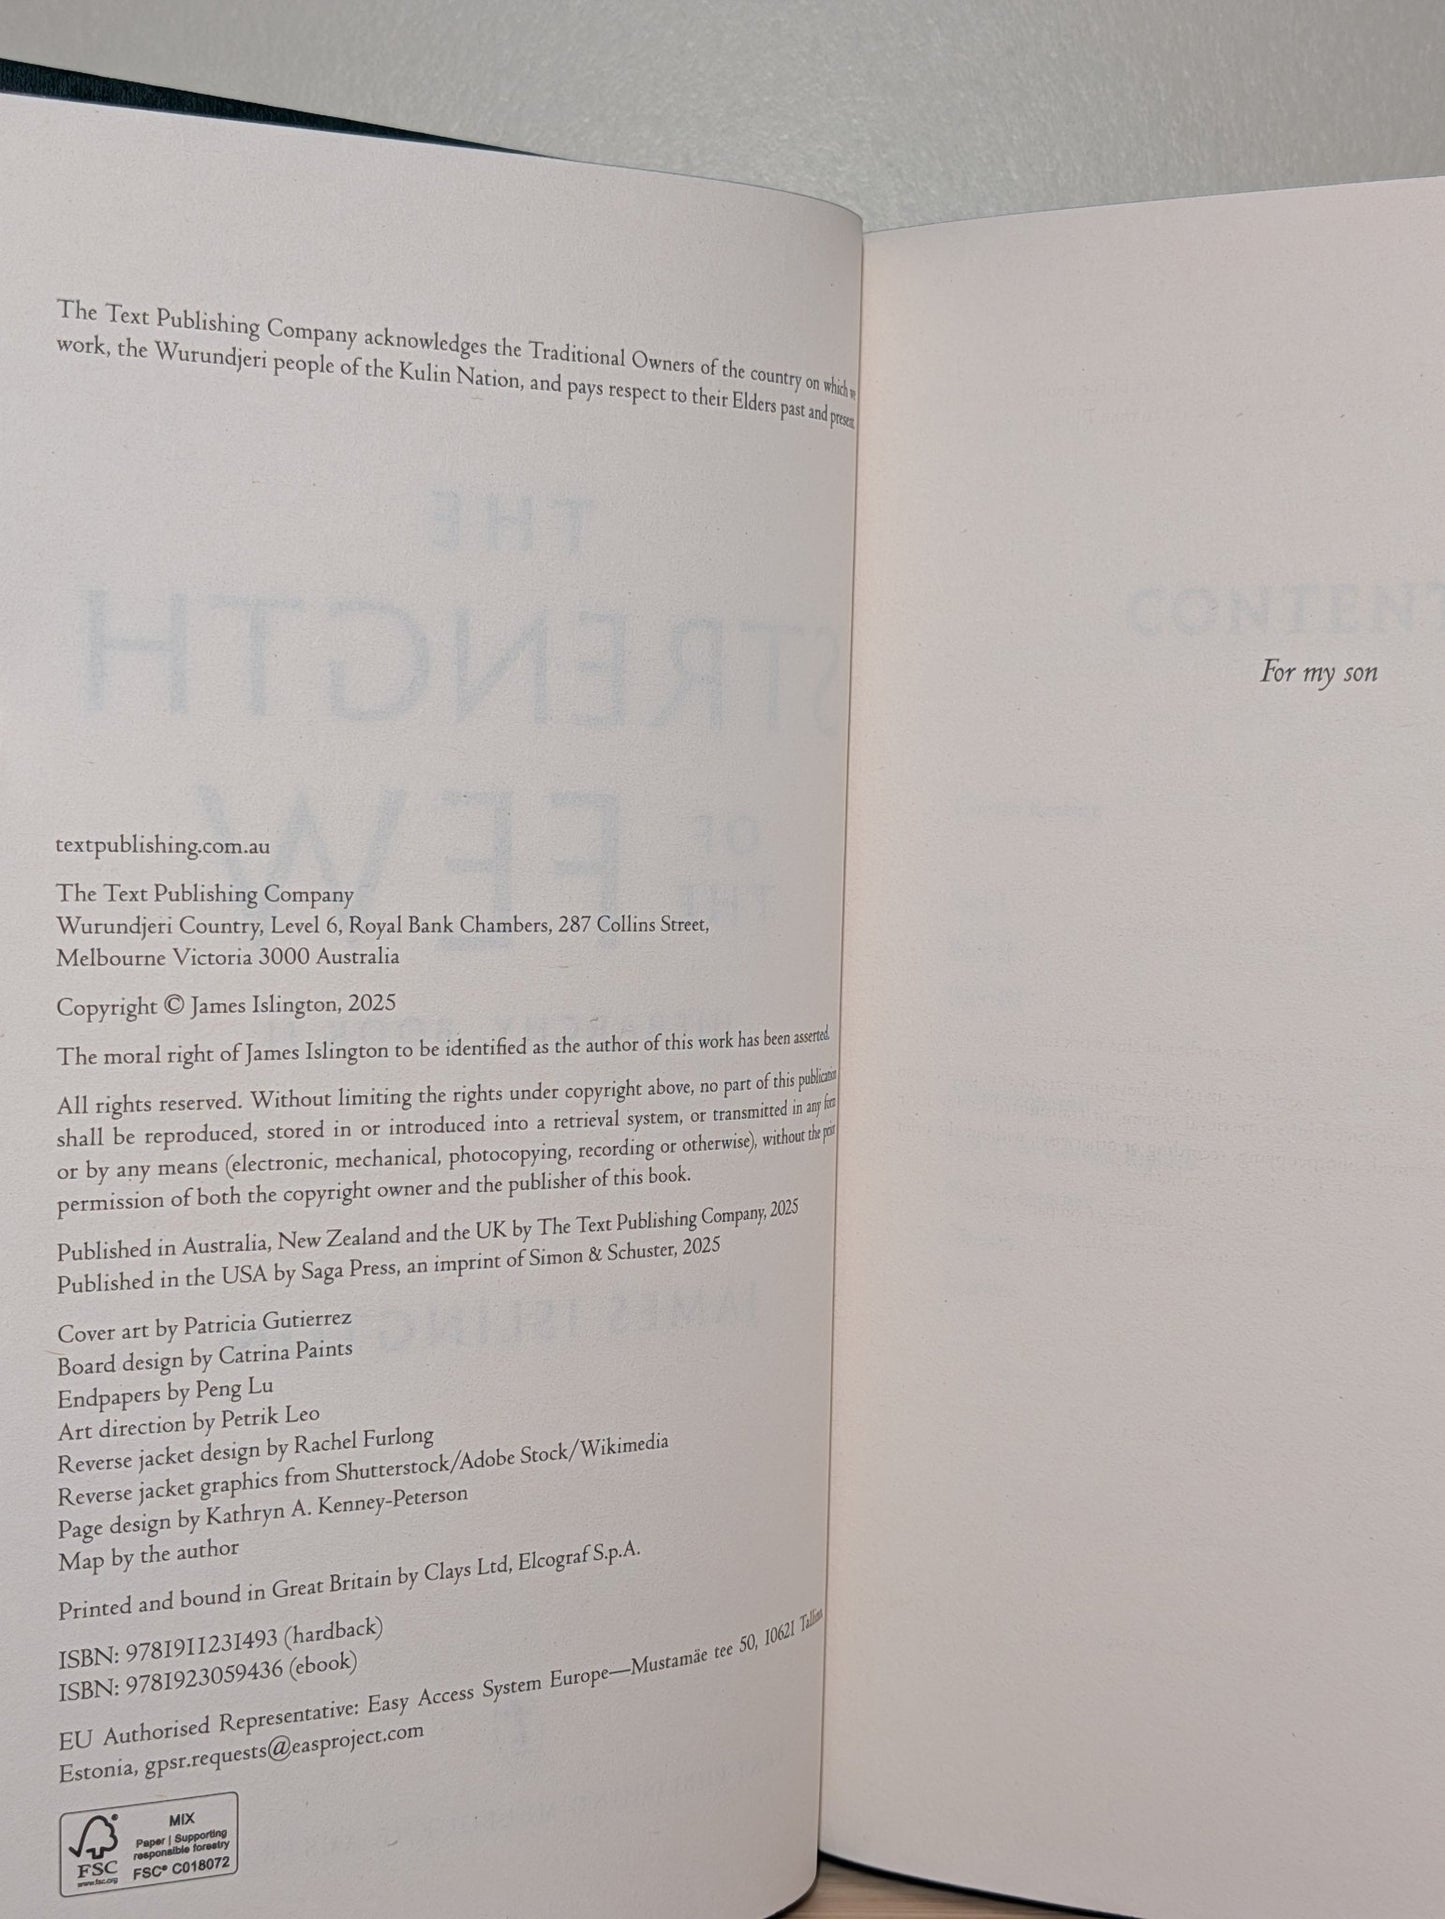 The Text Publishing Company acknowledges the Traditional Owners of the country on which we
work, the Wurundjeri people of the Kulin Nation, and pays respect to their Elders past and present.
THE
STRENGTH
OF
THE
FEW
textpublishing.com.au
The Text Publishing Company
Wurundjeri Country, Level 6, Royal Bank Chambers, 287 Collins Street,
Melbourne Victoria 3000 Australia
Copyright © James Islington, 2025
The moral right of James Islington to be identified as the author of this work has been asserted.
All rights reserved. Without limiting the rights under copyright above, no part of this publication
shall be reproduced, stored in or introduced into a retrieval system, or transmitted in any form
or by any means (electronic, mechanical, photocopying, recording or otherwise), without the prior
permission of both the copyright owner and the publisher of this book.
Published in Australia, New Zealand and the UK by The Text Publishing Company, 2025
Published in the USA by Saga Press, an imprint of Simon & Schuster, 2025
Cover art by Patricia Gutierrez
Board design by Catrina Paints
Endpapers by Peng Lu
Art direction by Petrik Leo
Reverse jacket design by Rachel Furlong
Reverse jacket graphics from Shutterstock/Adobe Stock/Wikimedia
Page design by Kathryn A. Kenney-Peterson
Map by the author
Printed and bound in Great Britain by Clays Ltd, Elcograf S.p.A.
ISBN: 9781911231493 (hardback)
ISBN: 9781923059436 (ebook)
EU Authorised Representative: Easy Access System Europe—Mustamäe tee 50, 10621 Tallinn
Estonia, gpsr.requests@easproject.com
FSC
www.fsc.org
MIX
Paper | Supporting
responsible forestry
FSC® C018072
CONTENT
For my son